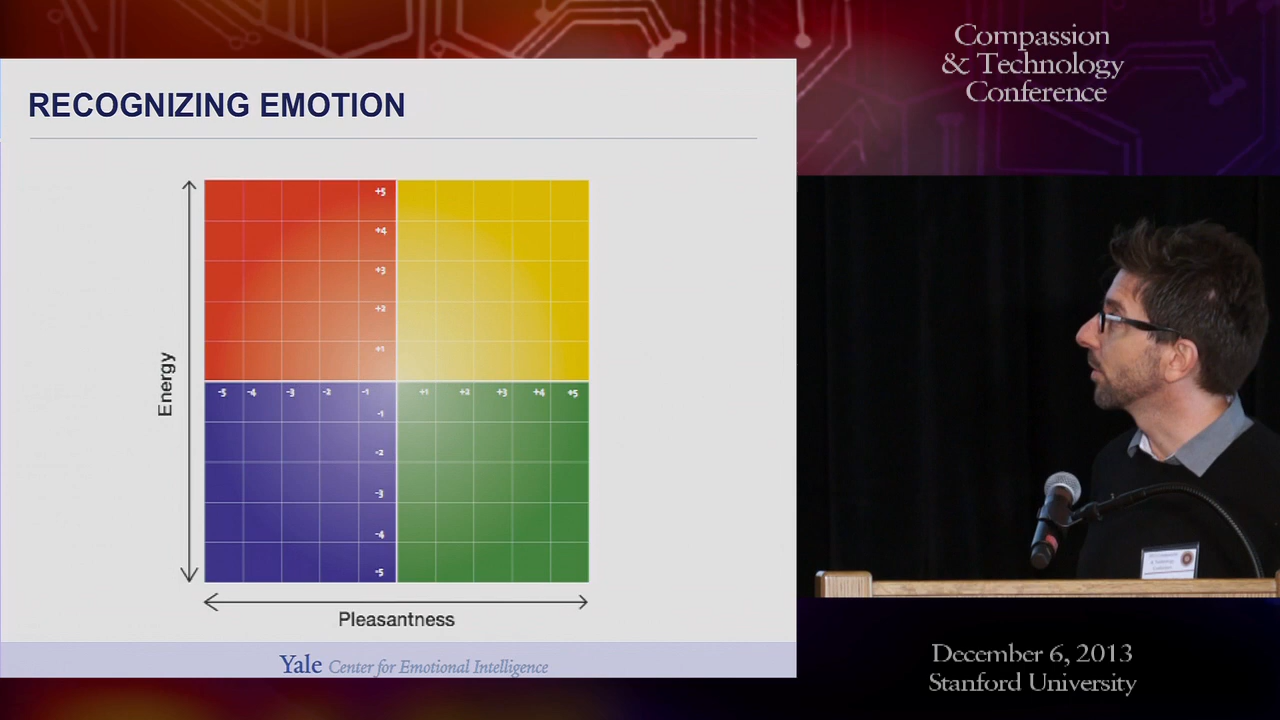 Compassion
& Technology
Conference
RECOGNIZING EMOTION
+5
+4
+3
+2
+1
-5 -4 -3 -2 -1 +1 +2 +3 +4 +5
-1
-2
-3
-4
-5
Energy
Pleasantness
Yale Center for Emotional Intelligence
December 6, 2013
Stanford University